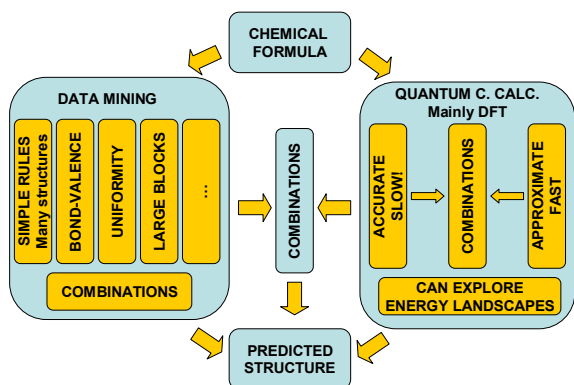 CHEMICAL
FORMULA
DATA MINING
SIMPLE RULES
Many structures
BOND-VALENCE
UNIFORMITY
LARGE BLOCKS
...
COMBINATIONS
COMBINATIONS
QUANTUM C. CALC.
Mainly DFT
ACCURATE
SLOW!
COMBINATIONS
APPROXIMATE
FAST
CAN EXPLORE
ENERGY LANDSCAPES
PREDICTED
STRUCTURE